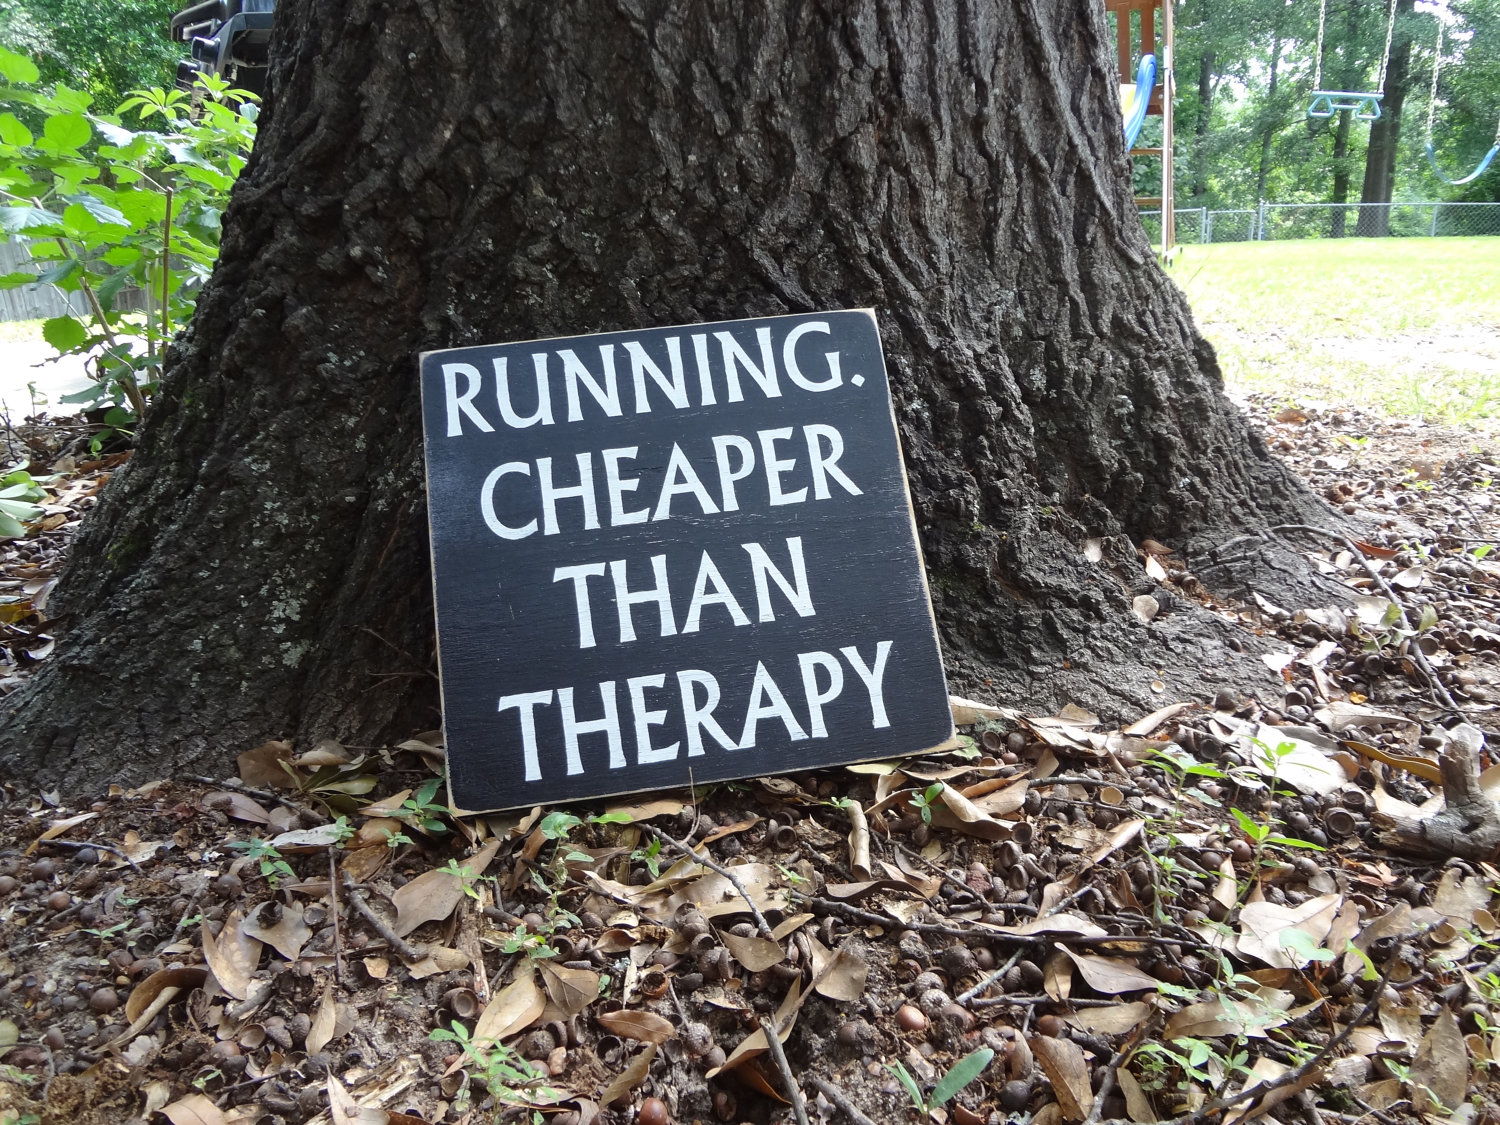 RUNNING.
CHEAPER
THAN
THERAPY